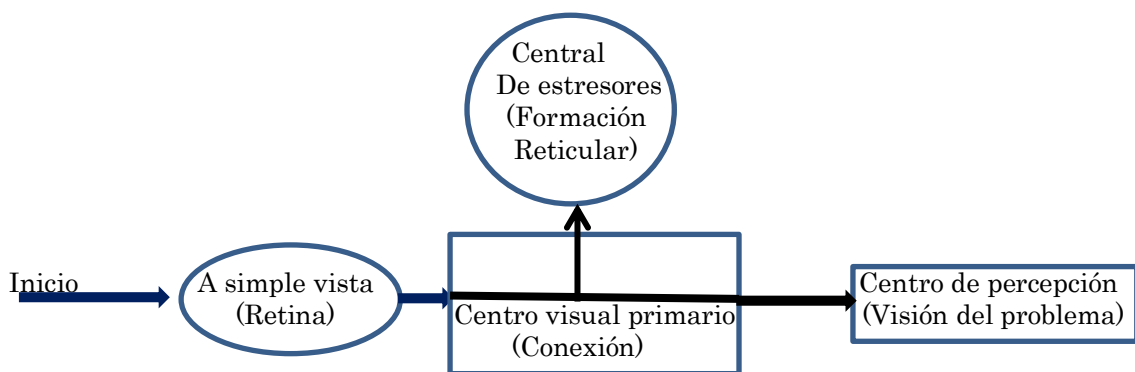 Central
De estresores
(Formación
Reticular)
Inicio
A simple vista
(Retina)
Centro visual primario
(Conexión)
Centro de percepción
(Visión del problema)